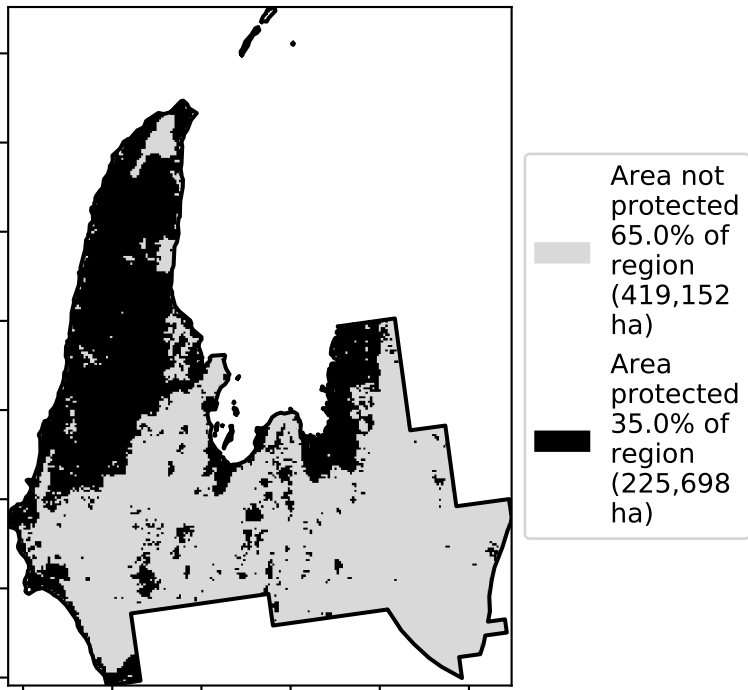 Area not
protected
65.0% of
region
(419,152
ha)
Area
protected
35.0% of
region
(225,698
ha)